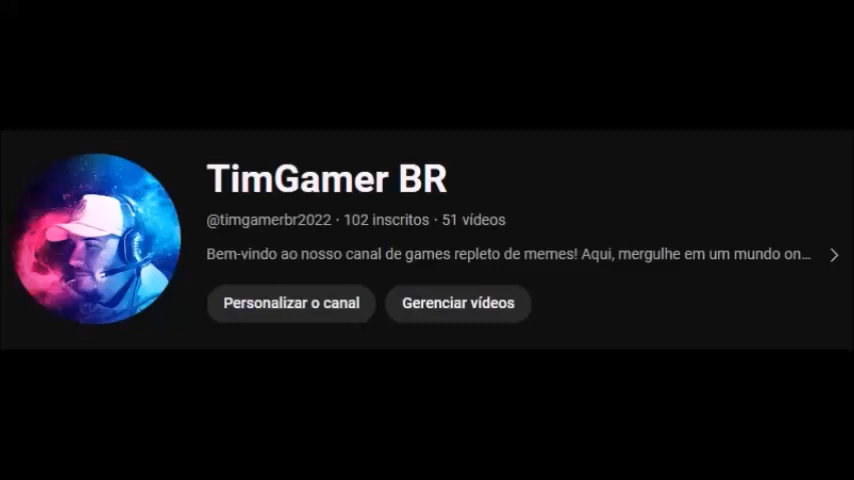 TimGamer BR
@timgamerbr2022 · 102 inscritos · 51 vídeos
Bem-vindo ao nosso canal de games repleto de memes! Aqui, mergulhe em um mundo on...
Personalizar o canal
Gerenciar vídeos